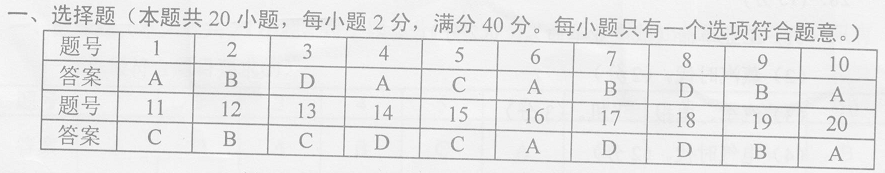 一、选择题（本题共 20 小题，每小题 2 分，满分 40 分。每小题只有一个选项符合题意。）
题号 1 2 3 4 5 6 7 8 9 10
答案 A B D A C A B D B A
题号 11 12 13 14 15 16 17 18 19 20
答案 C B C D C A D D B A